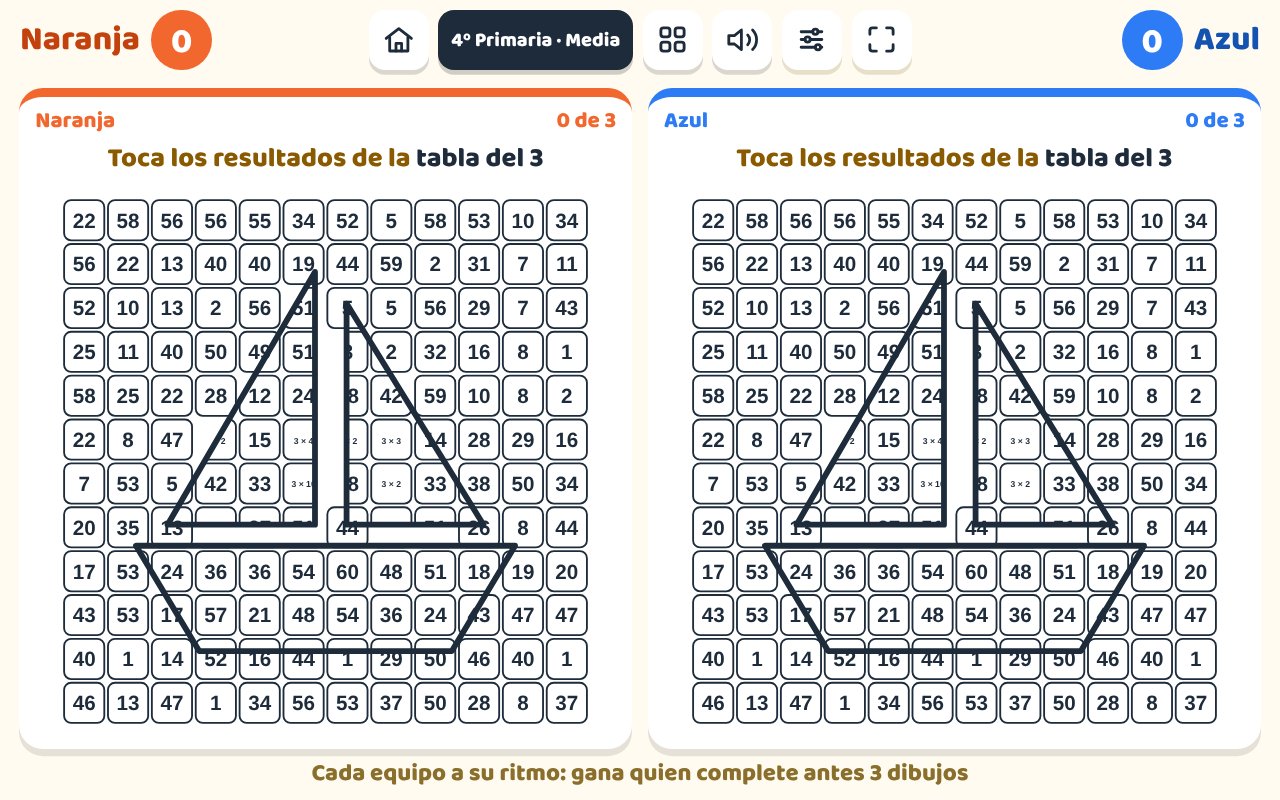 Naranja 0 4º Primaria · Media 0 Azul
Naranja 0 de 3
Toca los resultados de la tabla del 3
22 58 56 56 55 34 52 5 58 53 10 34
56 22 13 40 40 19 44 59 2 31 7 11
52 10 13 2 56 51 5 56 29 7 43
25 11 40 50 49 51 2 32 16 8 1
58 25 22 28 12 24 42 59 10 8 2
22 8 47 15 3 × 3 14 28 29 16
7 53 5 42 33 3 × 2 33 38 50 34
20 35 13 44 26 8 44
17 53 24 36 36 54 60 48 51 18 19 20
43 53 17 57 21 48 54 36 24 43 47 47
40 1 14 52 16 44 1 29 50 46 40 1
46 13 47 1 34 56 53 37 50 28 8 37
Azul 0 de 3
Toca los resultados de la tabla del 3
22 58 56 56 55 34 52 5 58 53 10 34
56 22 13 40 40 19 44 59 2 31 7 11
52 10 13 2 56 51 5 56 29 7 43
25 11 40 50 49 51 2 32 16 8 1
58 25 22 28 12 24 42 59 10 8 2
22 8 47 15 3 × 3 14 28 29 16
7 53 5 42 33 3 × 2 33 38 50 34
20 35 13 44 26 8 44
17 53 24 36 36 54 60 48 51 18 19 20
43 53 17 57 21 48 54 36 24 43 47 47
40 1 14 52 16 44 1 29 50 46 40 1
46 13 47 1 34 56 53 37 50 28 8 37
Cada equipo a su ritmo: gana quien complete antes 3 dibujos